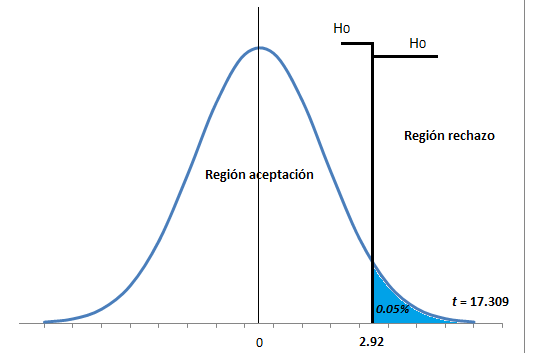 Ho
Ho
Región rechazo
Región aceptación
t = 17.309
0.05%
0
2.92